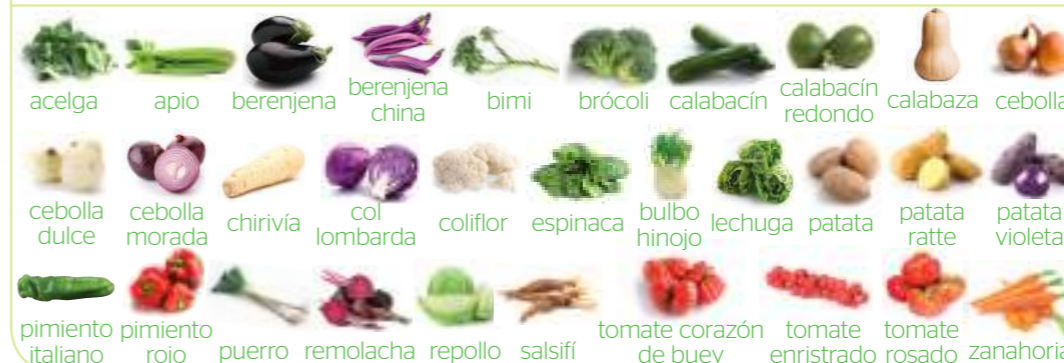 acelga
apio
berenjena
berenjena
china
bimi
brócoli
calabacín
calabacín
redondo
calabaza
cebolla
cebolla
dulce
cebolla
morada
chirivía
col
lombarda
coliflor
espinaca
bulbo
hinojo
lechuga
patata
patata
ratte
patata
violeta
pimiento
italiano
pimiento
rojo
puerro
remolacha
repollo
salsifí
tomate corazón
de buey
tomate
enristrado
tomate
rosado
zanahoria